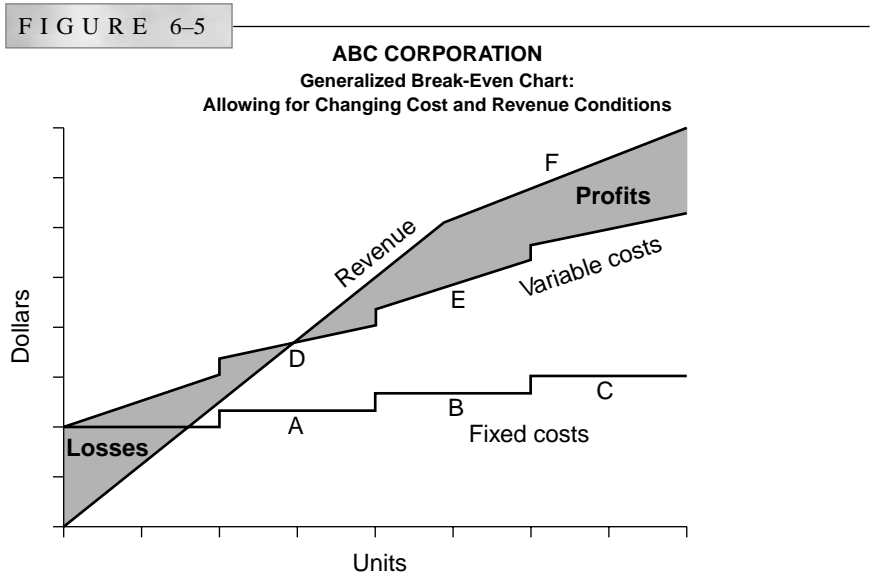 FIGURE 6–5
ABC CORPORATION
Generalized Break-Even Chart:
Allowing for Changing Cost and Revenue Conditions
F
Profits
Revenue
Variable costs
E
Dollars
D
C
B
A
Fixed costs
Losses
Units